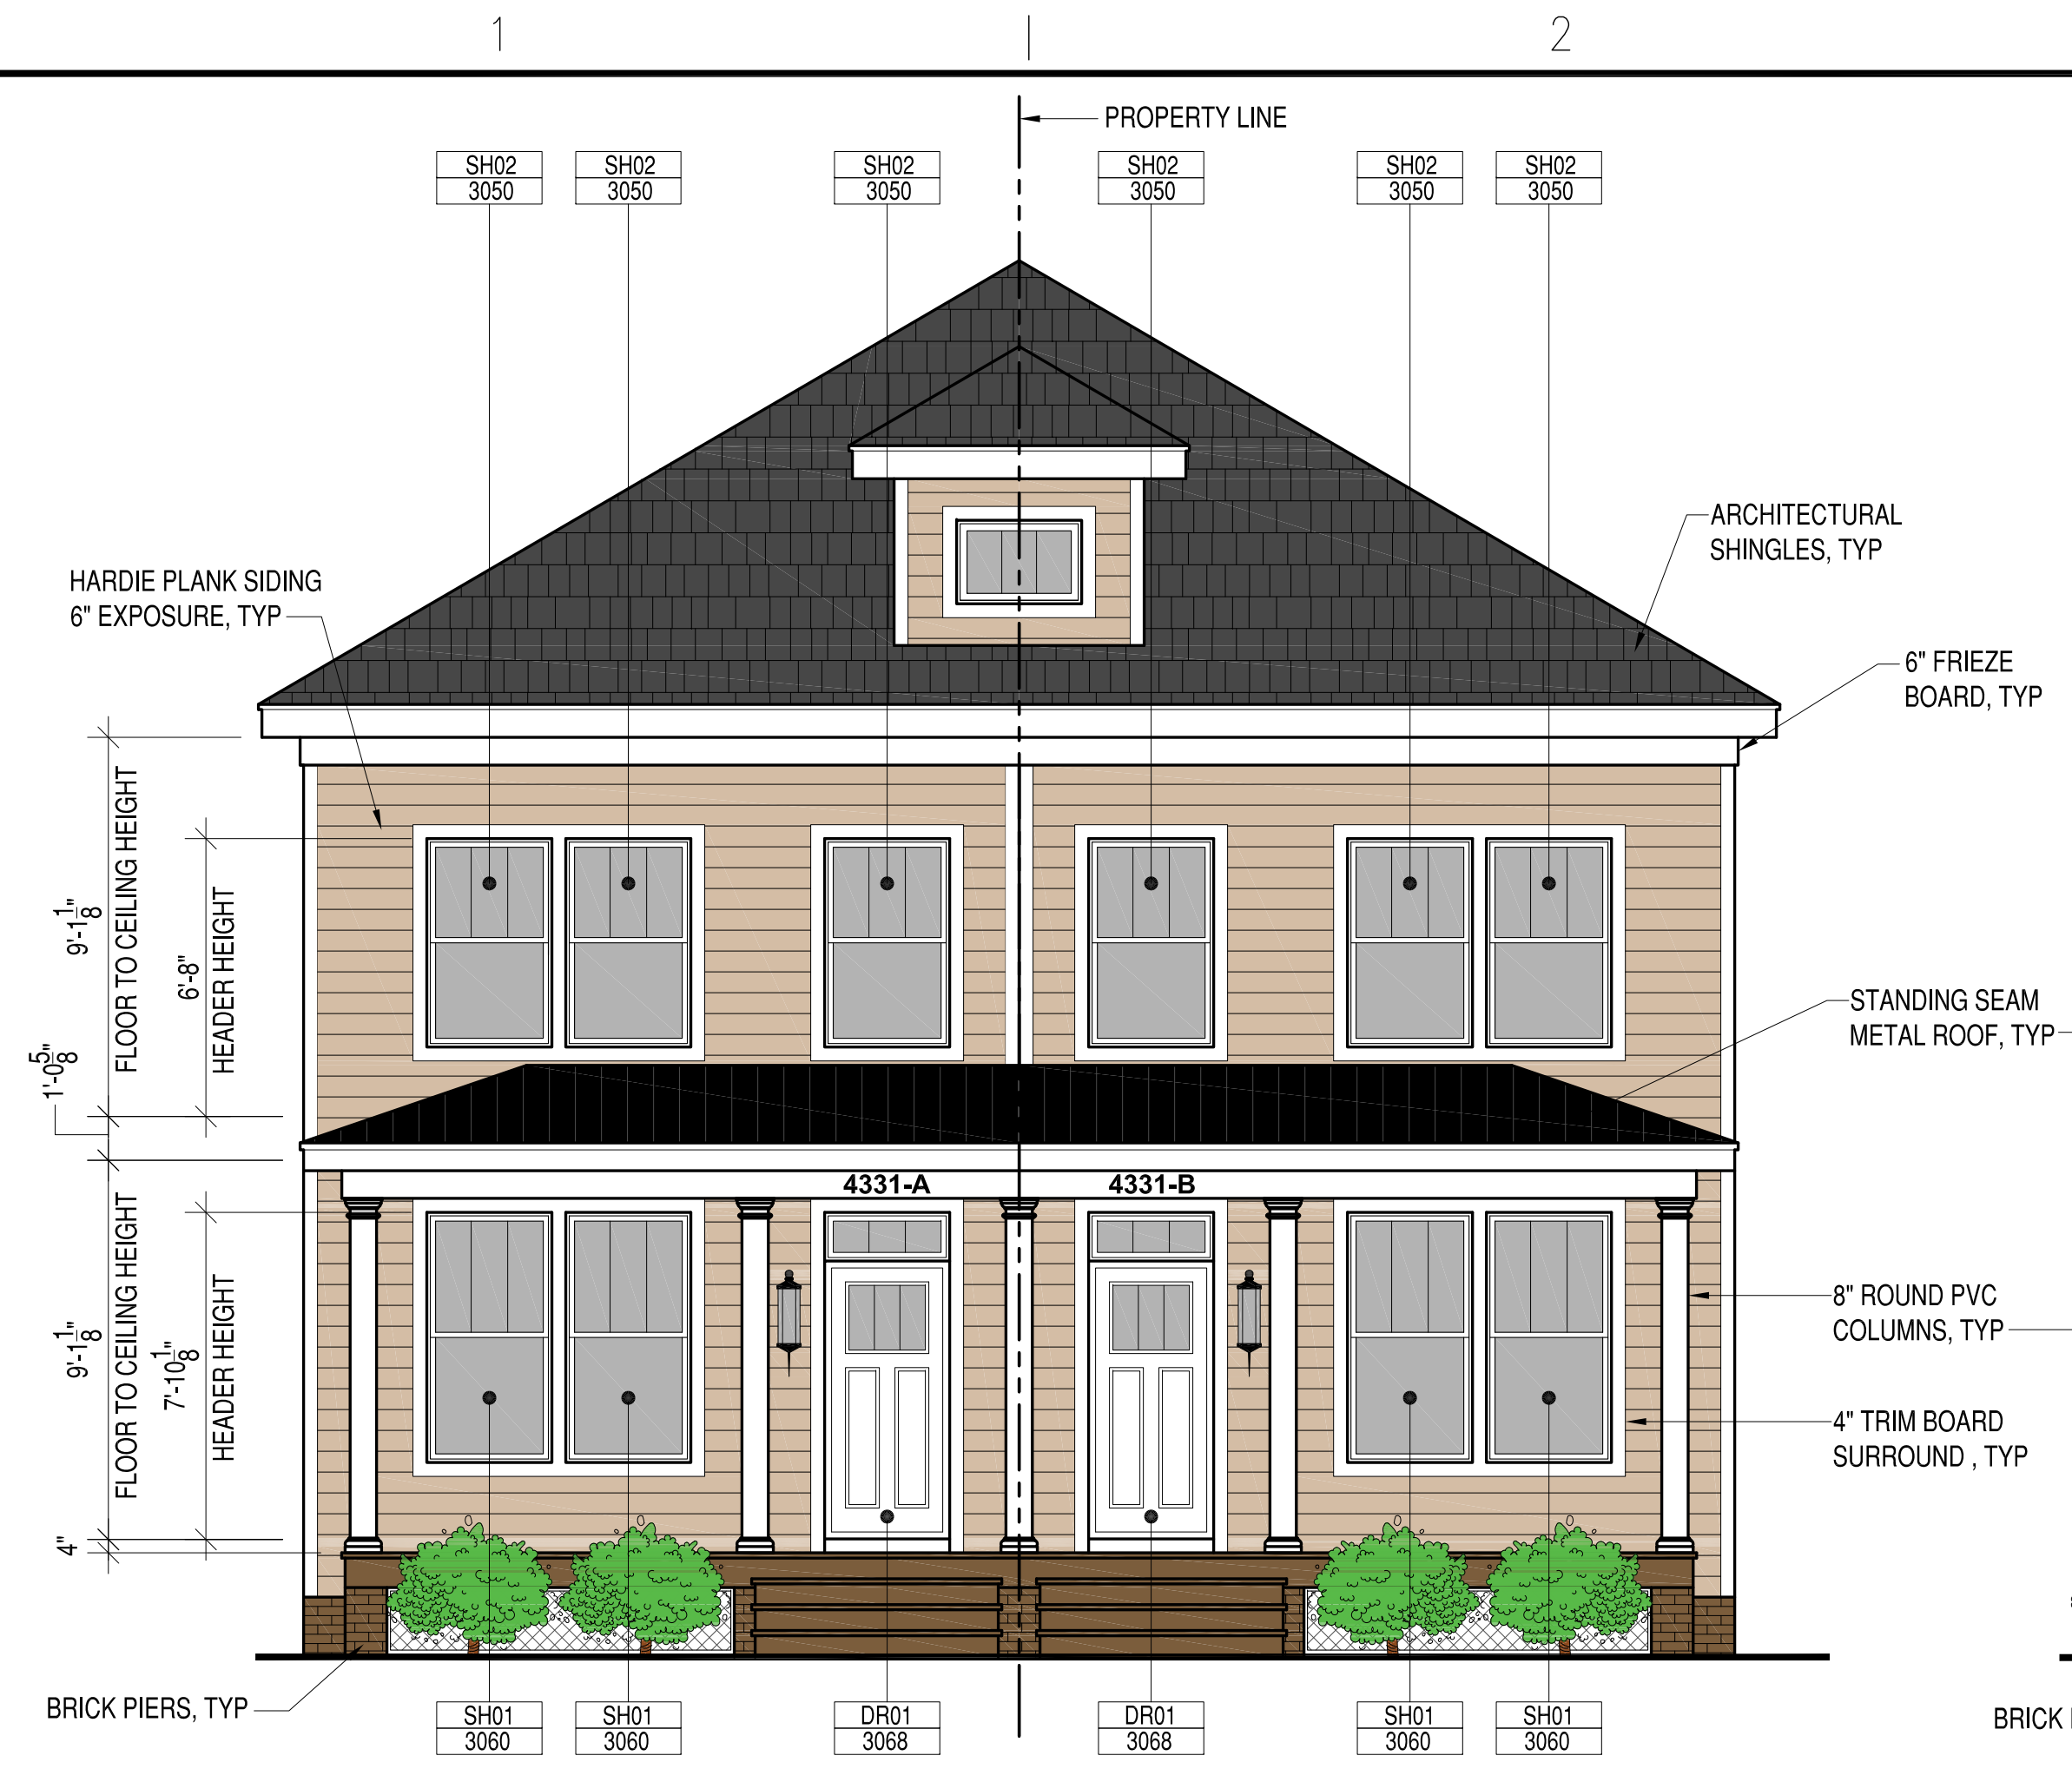 1
2
PROPERTY LINE
SH02
3050
SH02
3050
SH02
3050
SH02
3050
SH02
3050
SH02
3050
ARCHITECTURAL
SHINGLES, TYP
HARDIE PLANK SIDING
6" EXPOSURE, TYP
6" FRIEZE
BOARD, TYP
9'-1 1/8"
FLOOR TO CEILING HEIGHT
6'-8"
HEADER HEIGHT
STANDING SEAM
METAL ROOF, TYP
1'-0 5/8"
4331-A
4331-B
9'-1 1/8"
FLOOR TO CEILING HEIGHT
7'-10 1/8"
HEADER HEIGHT
8" ROUND PVC
COLUMNS, TYP
4" TRIM BOARD
SURROUND , TYP
4"
BRICK PIERS, TYP
SH01
3060
SH01
3060
DR01
3068
DR01
3068
SH01
3060
SH01
3060
BRICK